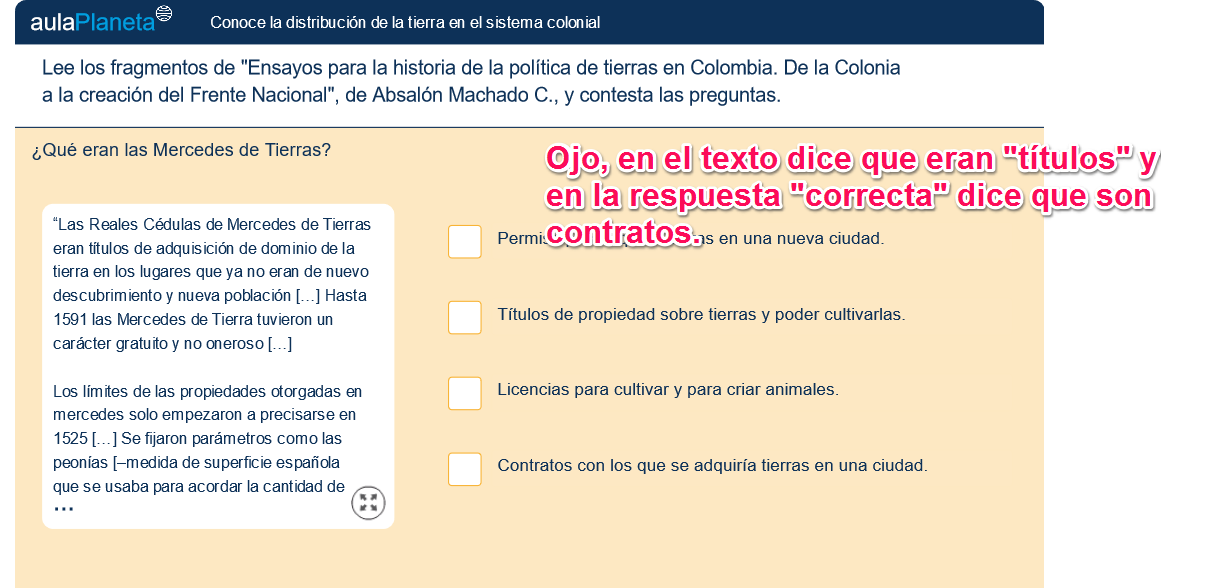 aulaPlaneta
Conoce la distribución de la tierra en el sistema colonial
Lee los fragmentos de "Ensayos para la historia de la política de tierras en Colombia. De la Colonia
a la creación del Frente Nacional", de Absalón Machado C., y contesta las preguntas.
¿Qué eran las Mercedes de Tierras?
Ojo, en el texto dice que eran "títulos" y
en la respuesta "correcta" dice que son
contratos.
“Las Reales Cédulas de Mercedes de Tierras
eran títulos de adquisición de dominio de la
tierra en los lugares que ya no eran de nuevo
descubrimiento y nueva población [...] Hasta
1591 las Mercedes de Tierra tuvieron un
carácter gratuito y no oneroso [...]
Los límites de las propiedades otorgadas en
mercedes solo empezaron a precisarse en
1525 [...] Se fijaron parámetros como las
peonías [–medida de superficie española
que se usaba para acordar la cantidad de
...
en una nueva ciudad.
Títulos de propiedad sobre tierras y poder cultivarlas.
Licencias para cultivar y para criar animales.
Contratos con los que se adquiría tierras en una ciudad.